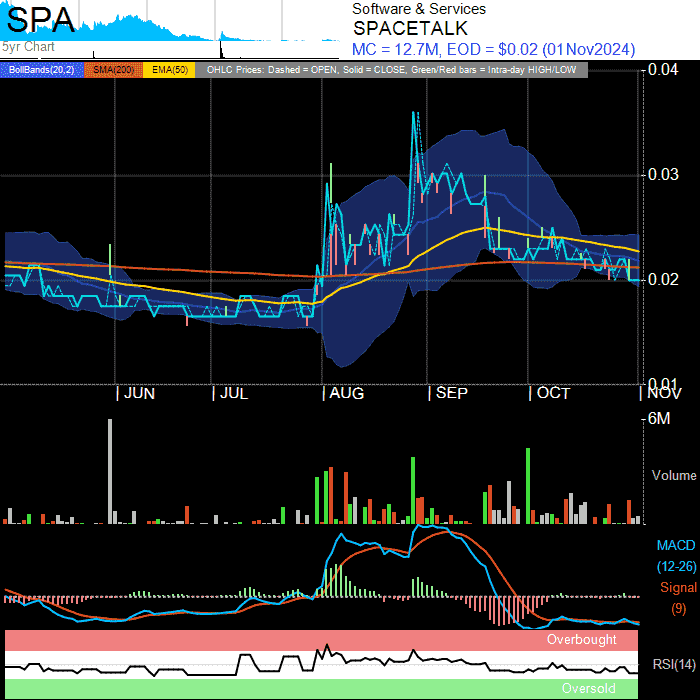 SPA
5yr Chart
Software & Services
SPACETALK
MC = 12.7M, EOD = $0.02 (01Nov2024)
BollBands(20,2) SMA(200) EMA(50) OHLC Prices: Dashed = OPEN, Solid = CLOSE, Green/Red bars = Intra-day HIGH/LOW
0.04
0.03
0.02
0.01
JUN JUL AUG SEP OCT NOV
6M
Volume
MACD
(12-26)
Signal
(9)
Overbought
RSI(14)
Oversold